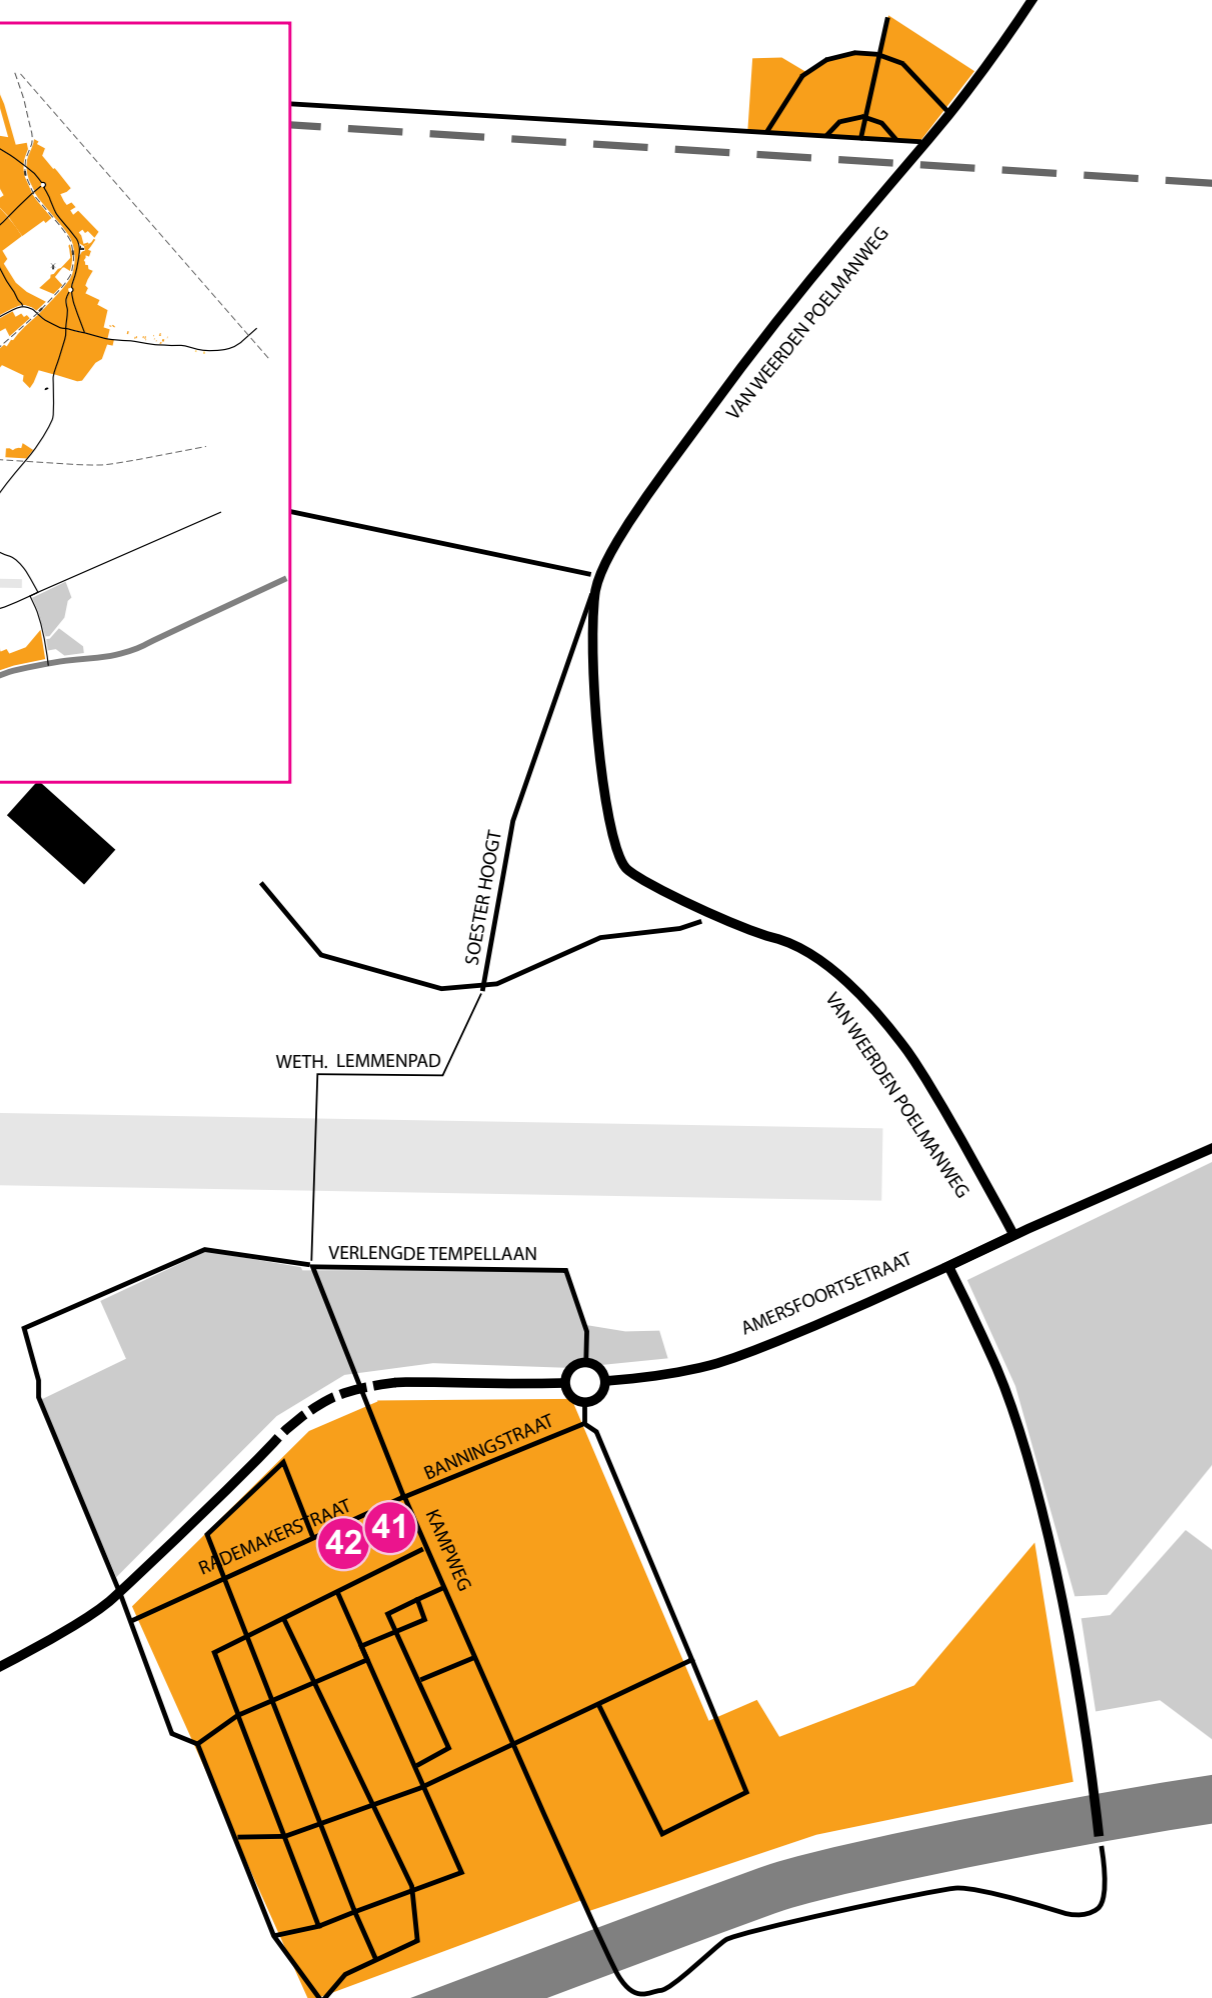 VAN WEERDEN POELMANWEG
SOESTER HOOGT
VAN WEERDEN POELMANWEG
WETH. LEMMENPAD
VERLENGDE TEMPELLAAN
AMERSFOORTSETRAAT
BANNINGSTRAAT
RADEMAKERSTRAAT
42
41
KAMPWEG